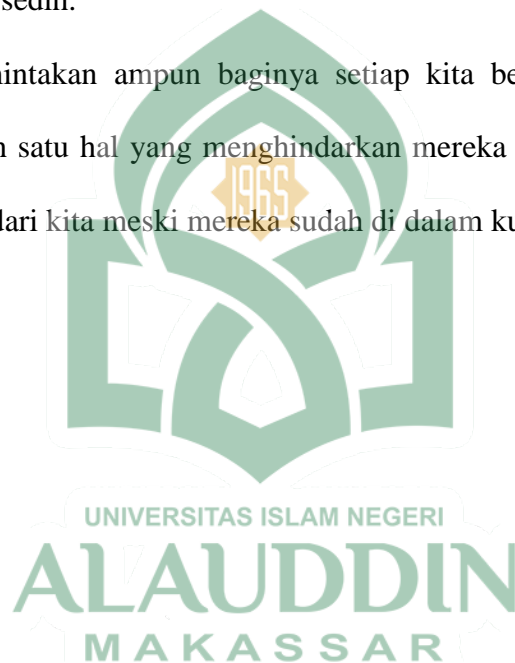 sedih.
mintakan ampun baginya setiap kita be
satu hal yang menghindarkan mereka
dari kita meski mereka sudah di dalam ku
1965
UNIVERSITAS ISLAM NEGERI
ALAUDDIN
MAKASSAR